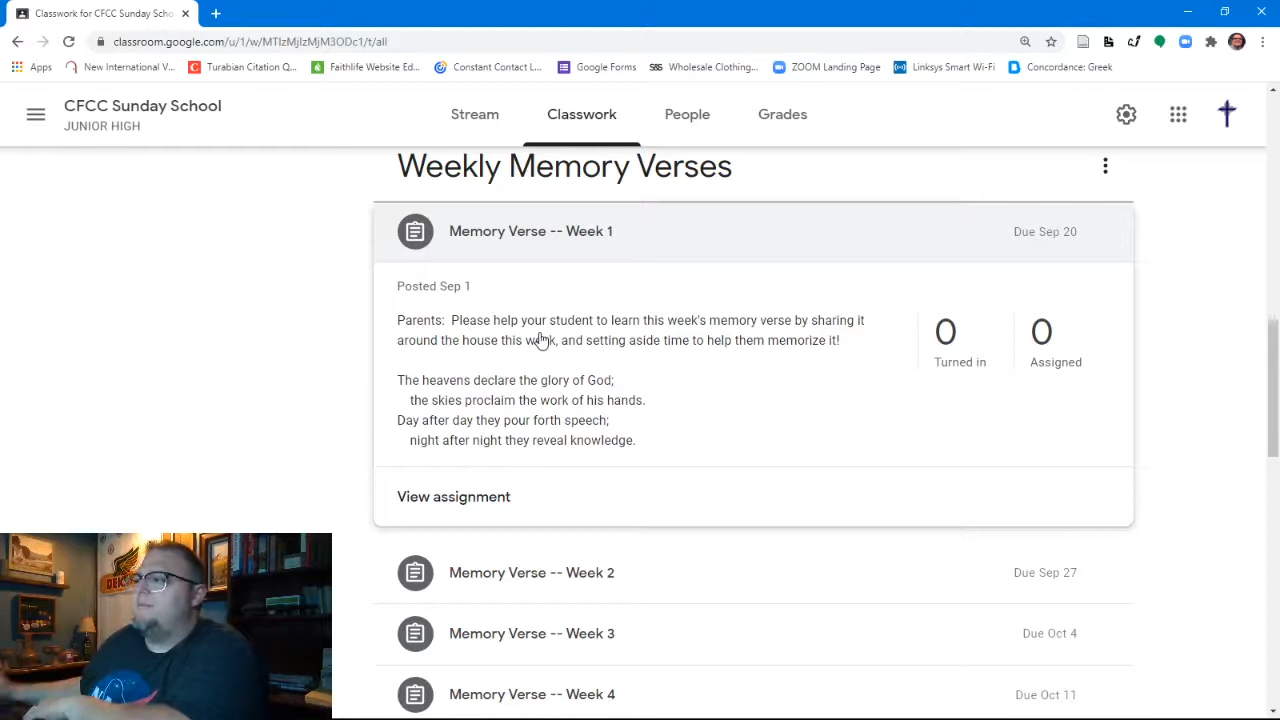 Classwork for CFCC Sunday Scho
classroom.google.com/u/1/w/MTIzMjIzMjM3ODc1/t/all
Apps New International V... Turabian Citation Q... Faithlife Website Ed... Constant Contact L... Google Forms Wholesale Clothing... ZOOM Landing Page Linksys Smart Wi-Fi Concordance: Greek
CFCC Sunday School
JUNIOR HIGH
Stream Classwork People Grades
Weekly Memory Verses
Memory Verse -- Week 1 Due Sep 20
Posted Sep 1
Parents: Please help your student to learn this week's memory verse by sharing it
around the house this week, and setting aside time to help them memorize it!
0 0
Turned in Assigned
The heavens declare the glory of God;
the skies proclaim the work of his hands.
Day after day they pour forth speech;
night after night they reveal knowledge.
View assignment
Memory Verse -- Week 2 Due Sep 27
Memory Verse -- Week 3 Due Oct 4
Memory Verse -- Week 4 Due Oct 11